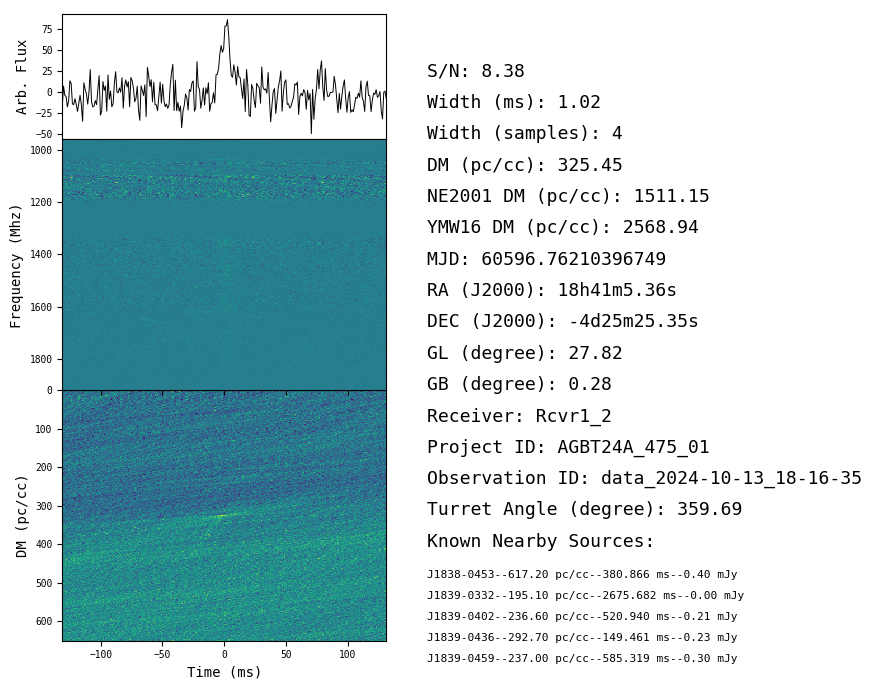 Arb. Flux
75
50
25
0
−25
−50
Frequency (Mhz)
1000
1200
1400
1600
1800
DM (pc/cc)
0
100
200
300
400
500
600
−100
−50
0
50
100
Time (ms)
S/N: 8.38
Width (ms): 1.02
Width (samples): 4
DM (pc/cc): 325.45
NE2001 DM (pc/cc): 1511.15
YMW16 DM (pc/cc): 2568.94
MJD: 60596.76210396749
RA (J2000): 18h41m5.36s
DEC (J2000): -4d25m25.35s
GL (degree): 27.82
GB (degree): 0.28
Receiver: Rcvr1_2
Project ID: AGBT24A_475_01
Observation ID: data_2024-10-13_18-16-35
Turret Angle (degree): 359.69
Known Nearby Sources:
J1838-0453--617.20 pc/cc--380.866 ms--0.40 mJy
J1839-0332--195.10 pc/cc--2675.682 ms--0.00 mJy
J1839-0402--236.60 pc/cc--520.940 ms--0.21 mJy
J1839-0436--292.70 pc/cc--149.461 ms--0.23 mJy
J1839-0459--237.00 pc/cc--585.319 ms--0.30 mJy